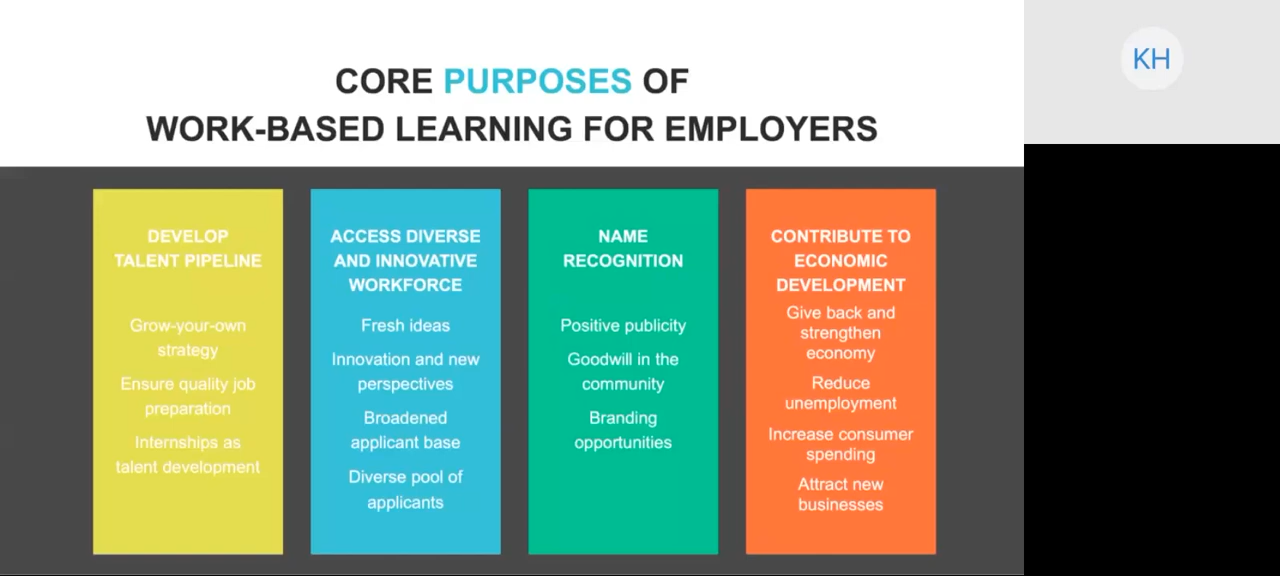 CORE PURPOSES OF
WORK-BASED LEARNING FOR EMPLOYERS
KH
DEVELOP
TALENT PIPELINE
Grow-your-own
strategy
Ensure quality job
preparation
Internships as
talent development
ACCESS DIVERSE
AND INNOVATIVE
WORKFORCE
Fresh ideas
Innovation and new
perspectives
Broadened
applicant base
Diverse pool of
applicants
NAME
RECOGNITION
Positive publicity
Goodwill in the
community
Branding
opportunities
CONTRIBUTE TO
ECONOMIC
DEVELOPMENT
Give back and
strengthen
economy
Reduce
unemployment
Increase consumer
spending
Attract new
businesses